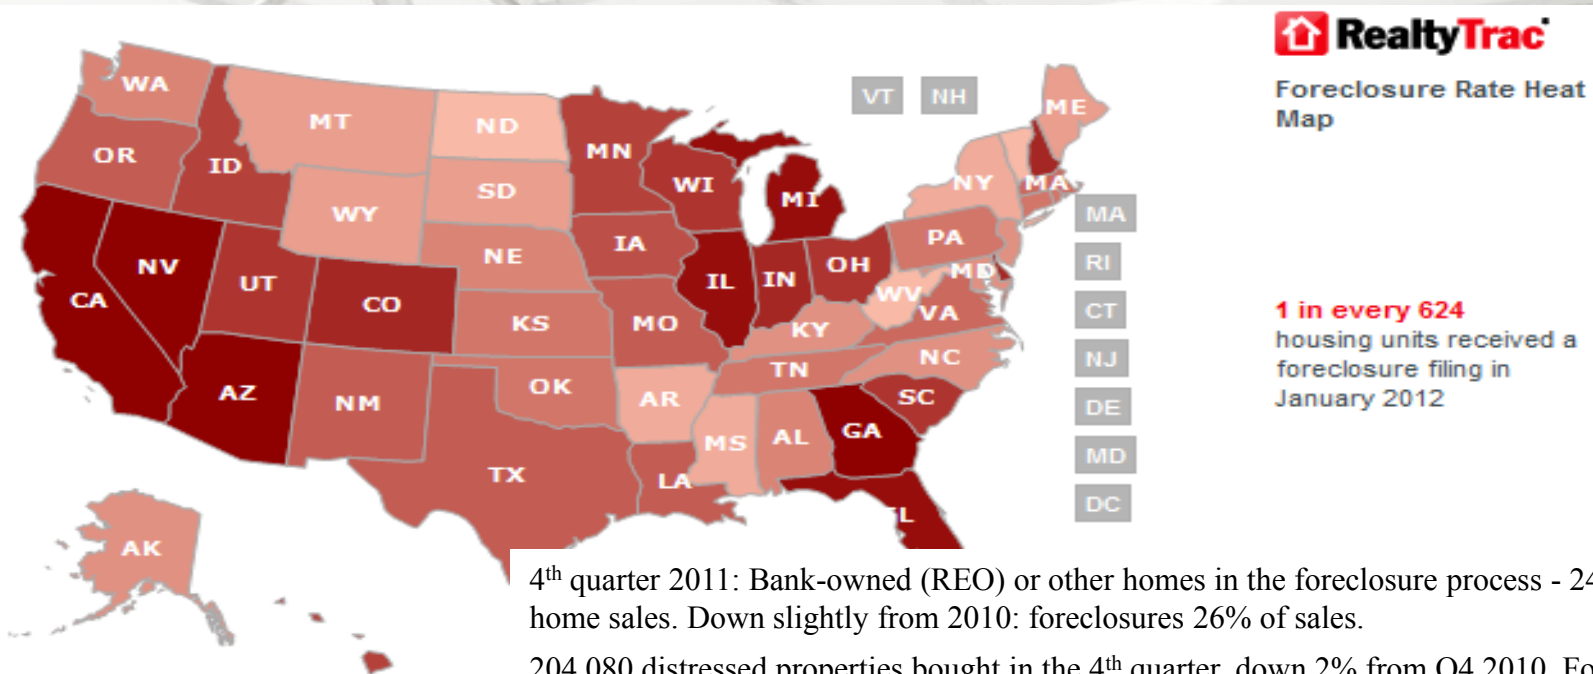 RealtyTrac
Foreclosure Rate Heat
Map
VT NH
WA
MT
ND
ME
OR
ID
MN
WI
MI
NY
MA
SD
WY
MA
PA
IA
NE
NV
UT
IL
IN
OH
MD
RI
CA
CO
WV
VA
CT
KS
MO
KY
1 in every 624
housing units received a
foreclosure filing in
January 2012
NC
TN
NJ
AZ
NM
OK
AR
SC
DE
MS
AL
GA
MD
TX
LA
DC
AK
4th quarter 2011: Bank-owned (REO) or other homes in the foreclosure process - 24
home sales. Down slightly from 2010: foreclosures 26% of sales.
204,080 distressed properties bought in the 4th quarter, down 2% from Q4 2010. Fo